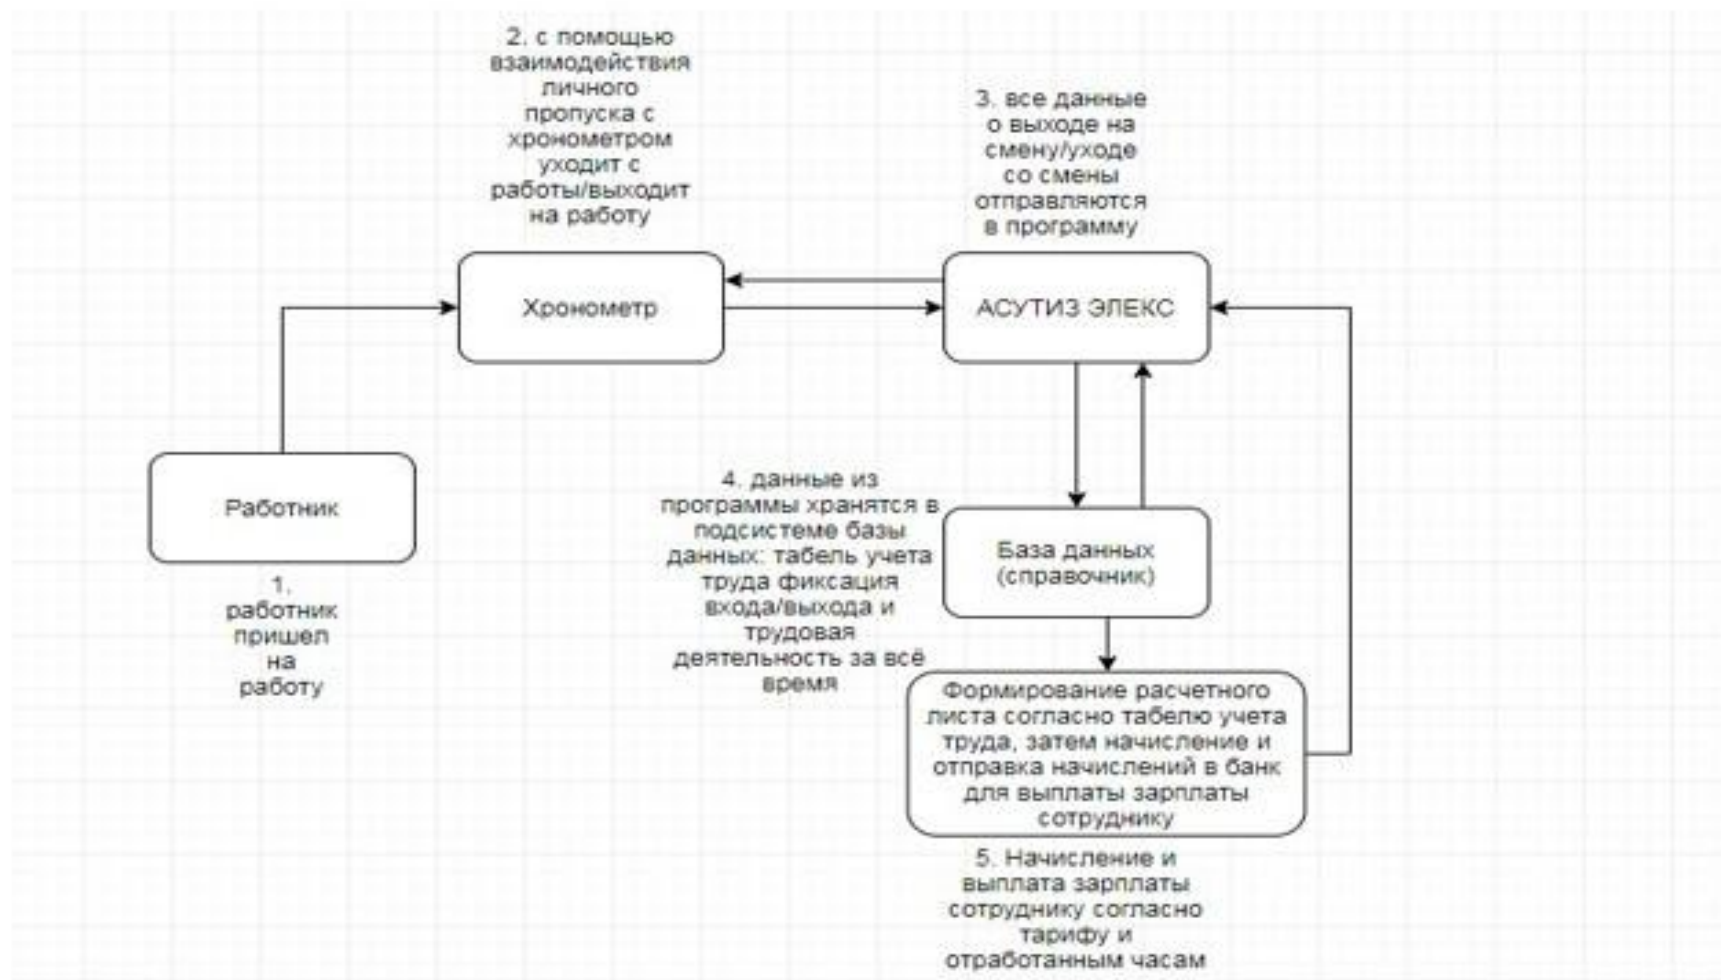 2. с помощью
взаимодействия
личного
пропуска с
хронометром
уходит с
работы/выходит
на работу
3. все данные
о выходе на
смену/уходе
со смены
отправляются
в программу
Хронометр
АСУТИЗ ЭЛЕКС
Работник
1.
работник
пришел
на
работу
4. данные из
программы хранятся в
подсистеме базы
данных: табель учета
труда фиксация
входа/выхода и
трудовая
деятельность за всё
время
База данных
(справочник)
Формирование расчетного
листа согласно табелю учета
труда, затем начисление и
отправка начислений в банк
для выплаты зарплаты
сотруднику
5. Начисление и
выплата зарплаты
сотруднику согласно
тарифу и
отработанным часам